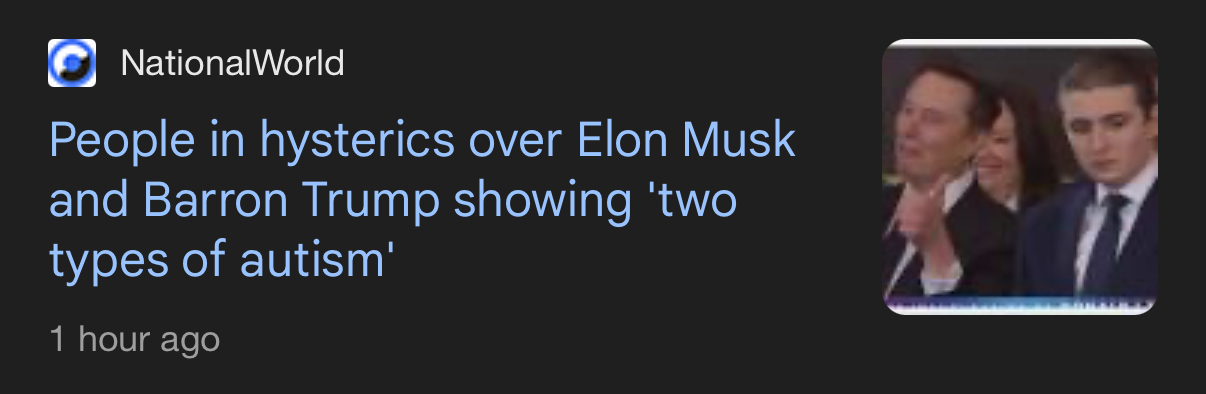 NationalWorld
People in hysterics over Elon Musk
and Barron Trump showing 'two
types of autism'
1 hour ago